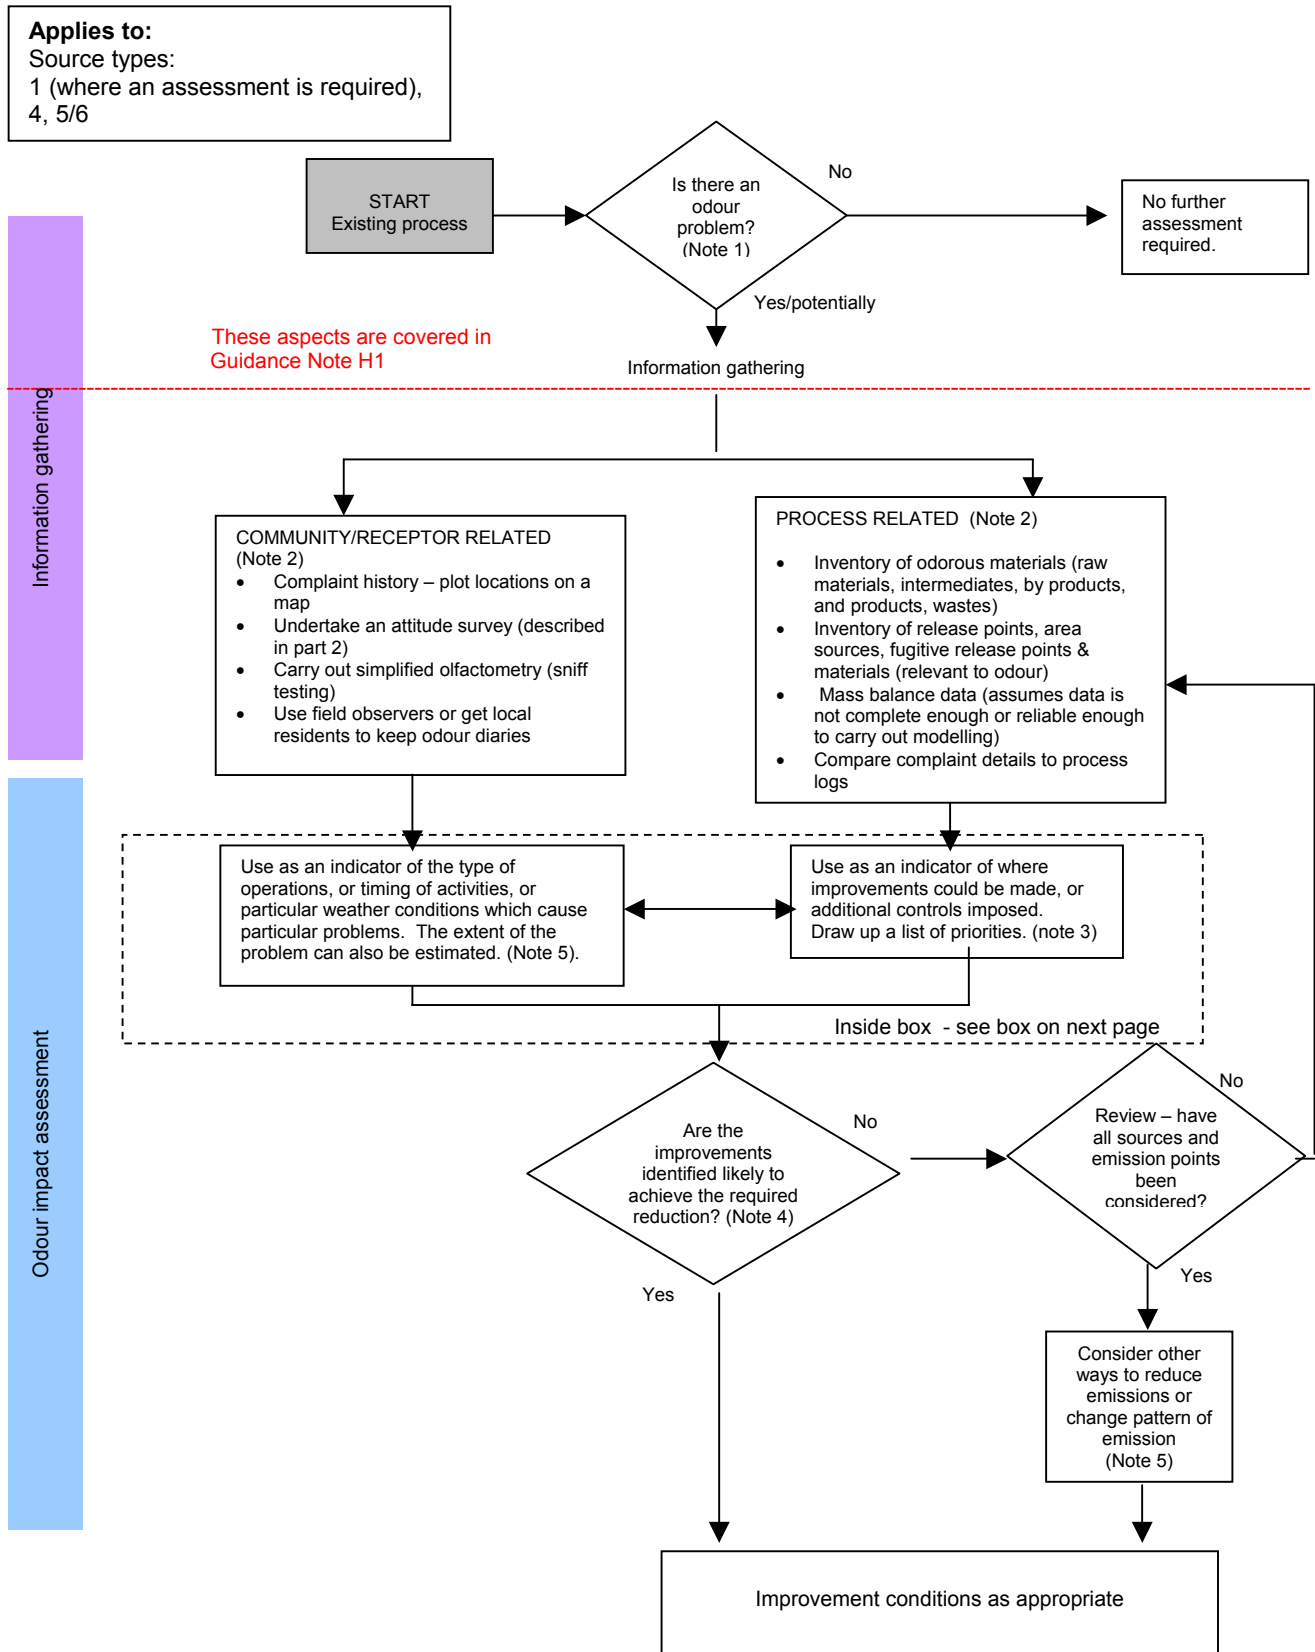 Applies to:
Source types:
1 (where an assessment is required),
4, 5/6
START
Existing process
Is there an
odour
problem?
(Note 1)
No
No further
assessment
required.
Yes/potentially
These aspects are covered in
Guidance Note H1
Information gathering
Information gathering
COMMUNITY/RECEPTOR RELATED
(Note 2)
• Complaint history – plot locations on a
map
• Undertake an attitude survey (described
in part 2)
• Carry out simplified olfactometry (sniff
testing)
• Use field observers or get local
residents to keep odour diaries
PROCESS RELATED (Note 2)
• Inventory of odorous materials (raw
materials, intermediates, by products,
and products, wastes)
• Inventory of release points, area
sources, fugitive release points &
materials (relevant to odour)
• Mass balance data (assumes data is
not complete enough or reliable enough
to carry out modelling)
• Compare complaint details to process
logs
Odour impact assessment
Use as an indicator of the type of
operations, or timing of activities, or
particular weather conditions which cause
particular problems. The extent of the
problem can also be estimated. (Note 5).
Use as an indicator of where
improvements could be made, or
additional controls imposed.
Draw up a list of priorities. (note 3)
Inside box - see box on next page
Are the
improvements
identified likely to
achieve the required
reduction? (Note 4)
No
Yes
Review – have
all sources and
emission points
been
considered?
No
Yes
Consider other
ways to reduce
emissions or
change pattern of
emission
(Note 5)
Improvement conditions as appropriate